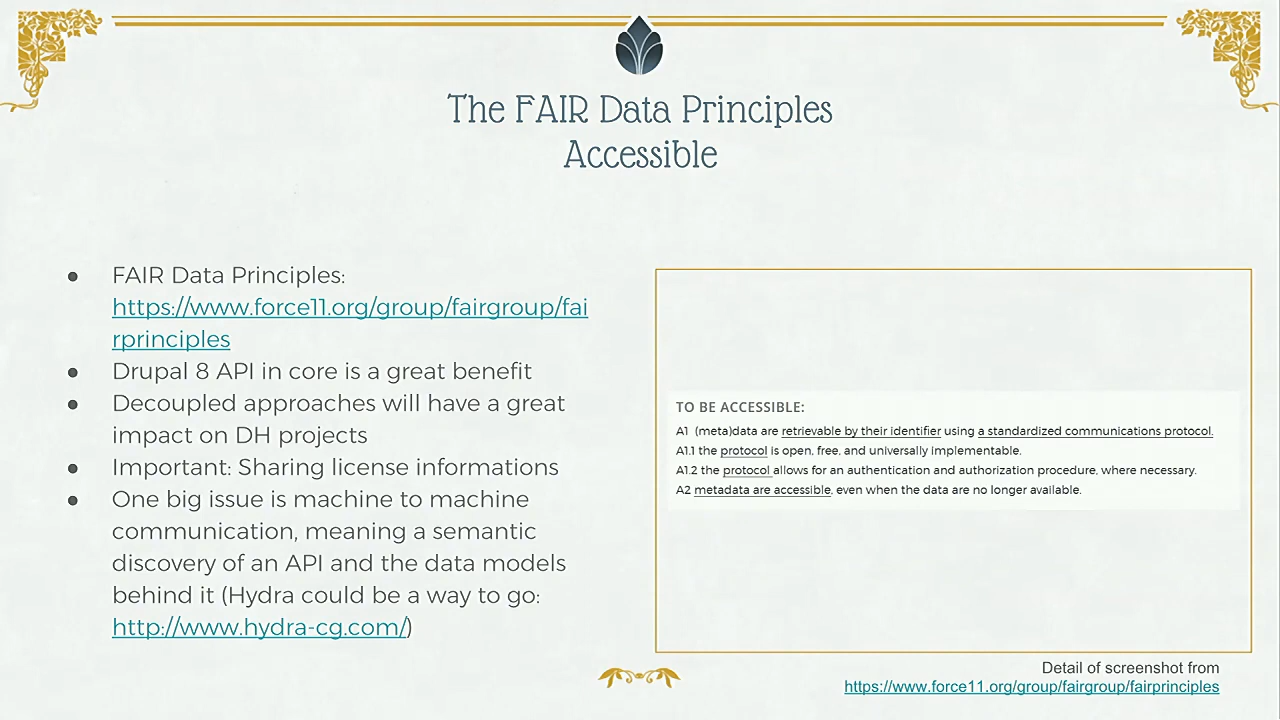 The FAIR Data Principles
Accessible
● FAIR Data Principles:
https://www.force11.org/group/fairgroup/fai
rprinciples
● Drupal 8 API in core is a great benefit
● Decoupled approaches will have a great
impact on DH projects
● Important: Sharing license informations
● One big issue is machine to machine
communication, meaning a semantic
discovery of an API and the data models
behind it (Hydra could be a way to go:
http://www.hydra-cg.com/)
TO BE ACCESSIBLE:
A1 (meta)data are retrievable by their identifier using a standardized communications protocol.
A1.1 the protocol is open, free, and universally implementable.
A1.2 the protocol allows for an authentication and authorization procedure, where necessary.
A2 metadata are accessible, even when the data are no longer available.
Detail of screenshot from
https://www.force11.org/group/fairgroup/fairprinciples